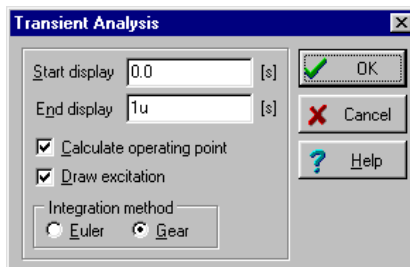 Transient Analysis
Start display 0.0 [s]
End display 1u [s]
Calculate operating point
Draw excitation
Integration method
Euler Gear
OK
Cancel
Help